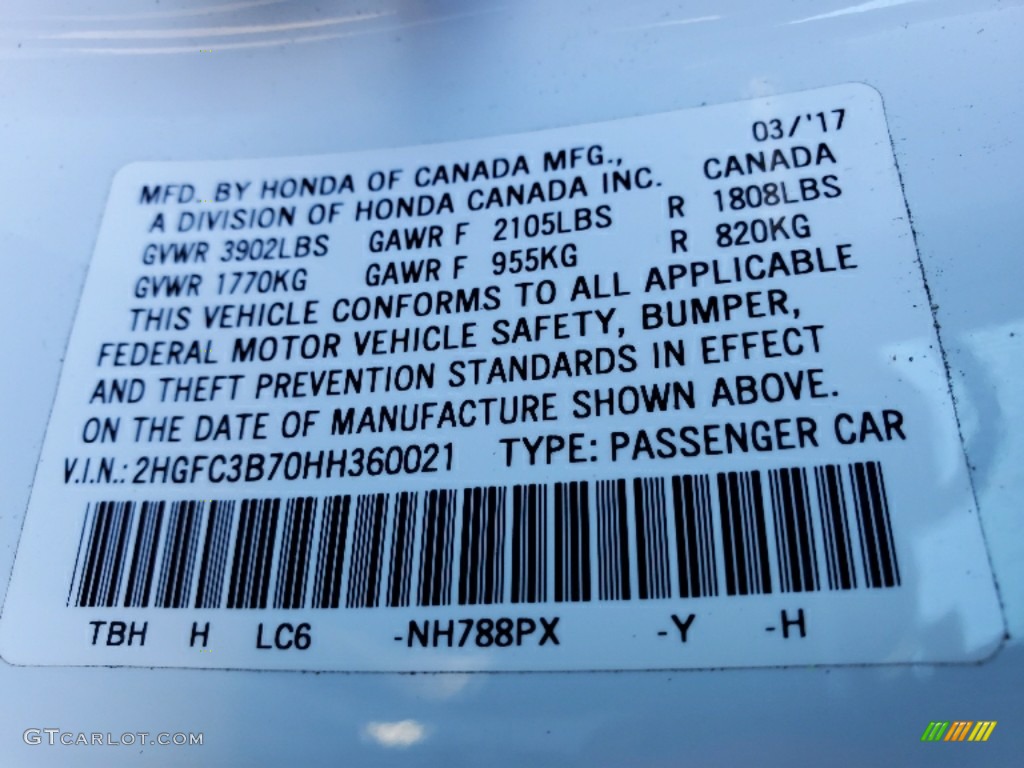 03/'17
MFD. BY HONDA OF CANADA MFG.,
A DIVISION OF HONDA CANADA INC. CANADA
GVWR 3902LBS GAWR F 2105LBS R 1808LBS
GVWR 1770KG GAWR F 955KG R 820KG
THIS VEHICLE CONFORMS TO ALL APPLICABLE
FEDERAL MOTOR VEHICLE SAFETY, BUMPER,
AND THEFT PREVENTION STANDARDS IN EFFECT
ON THE DATE OF MANUFACTURE SHOWN ABOVE.
V.I.N.: 2HGFC3B70HH360021 TYPE: PASSENGER CAR
TBH H LC6 -NH788PX -Y -H
GTCARLOT.COM